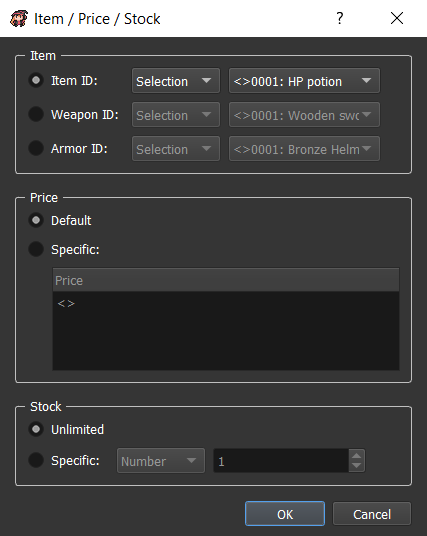 Item / Price / Stock ?
Item
Item ID: Selection <>0001: HP potion
Weapon ID: Selection <>0001: Wooden swo
Armor ID: Selection <>0001: Bronze Helm
Price
Default
Specific:
Price
<>
Stock
Unlimited
Specific: Number 1
OK Cancel